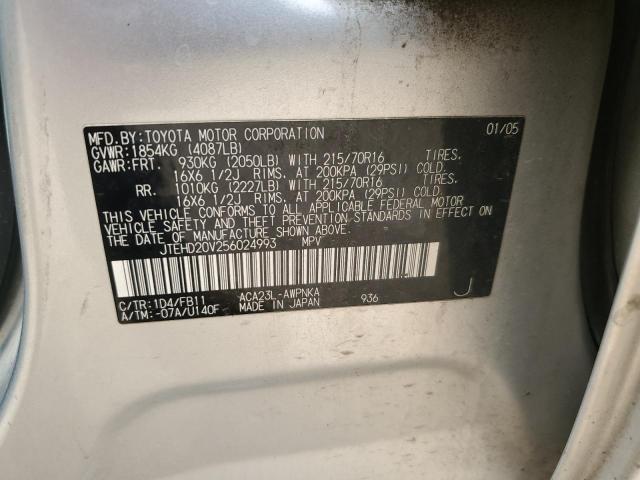 MFD.BY:TOYOTA MOTOR CORPORATION 01/05
GVWR:1854KG (4087LB)
GAWR:FRT. 930KG (2050LB) WITH 215/70R16 TIRES.
16X6 1/2J RIMS. AT 200KPA (29PSI) COLD.
RR. 1010KG (2227LB) WITH 215/70R16 TIRES.
16X6 1/2J RIMS. AT 200KPA (29PSI) COLD.
THIS VEHICLE CONFORMS TO ALL APPLICABLE FEDERAL MOTOR
VEHICLE SAFETY AND THEFT PREVENTION STANDARDS IN EFFECT ON
THE DATE OF MANUFACTURE SHOWN ABOVE.
JTEHD20V256024993 MPV
C/TR:1D4/FB11 ACA23L-AWPNKA 936 J
A/TM:-07A/U140F MADE IN JAPAN